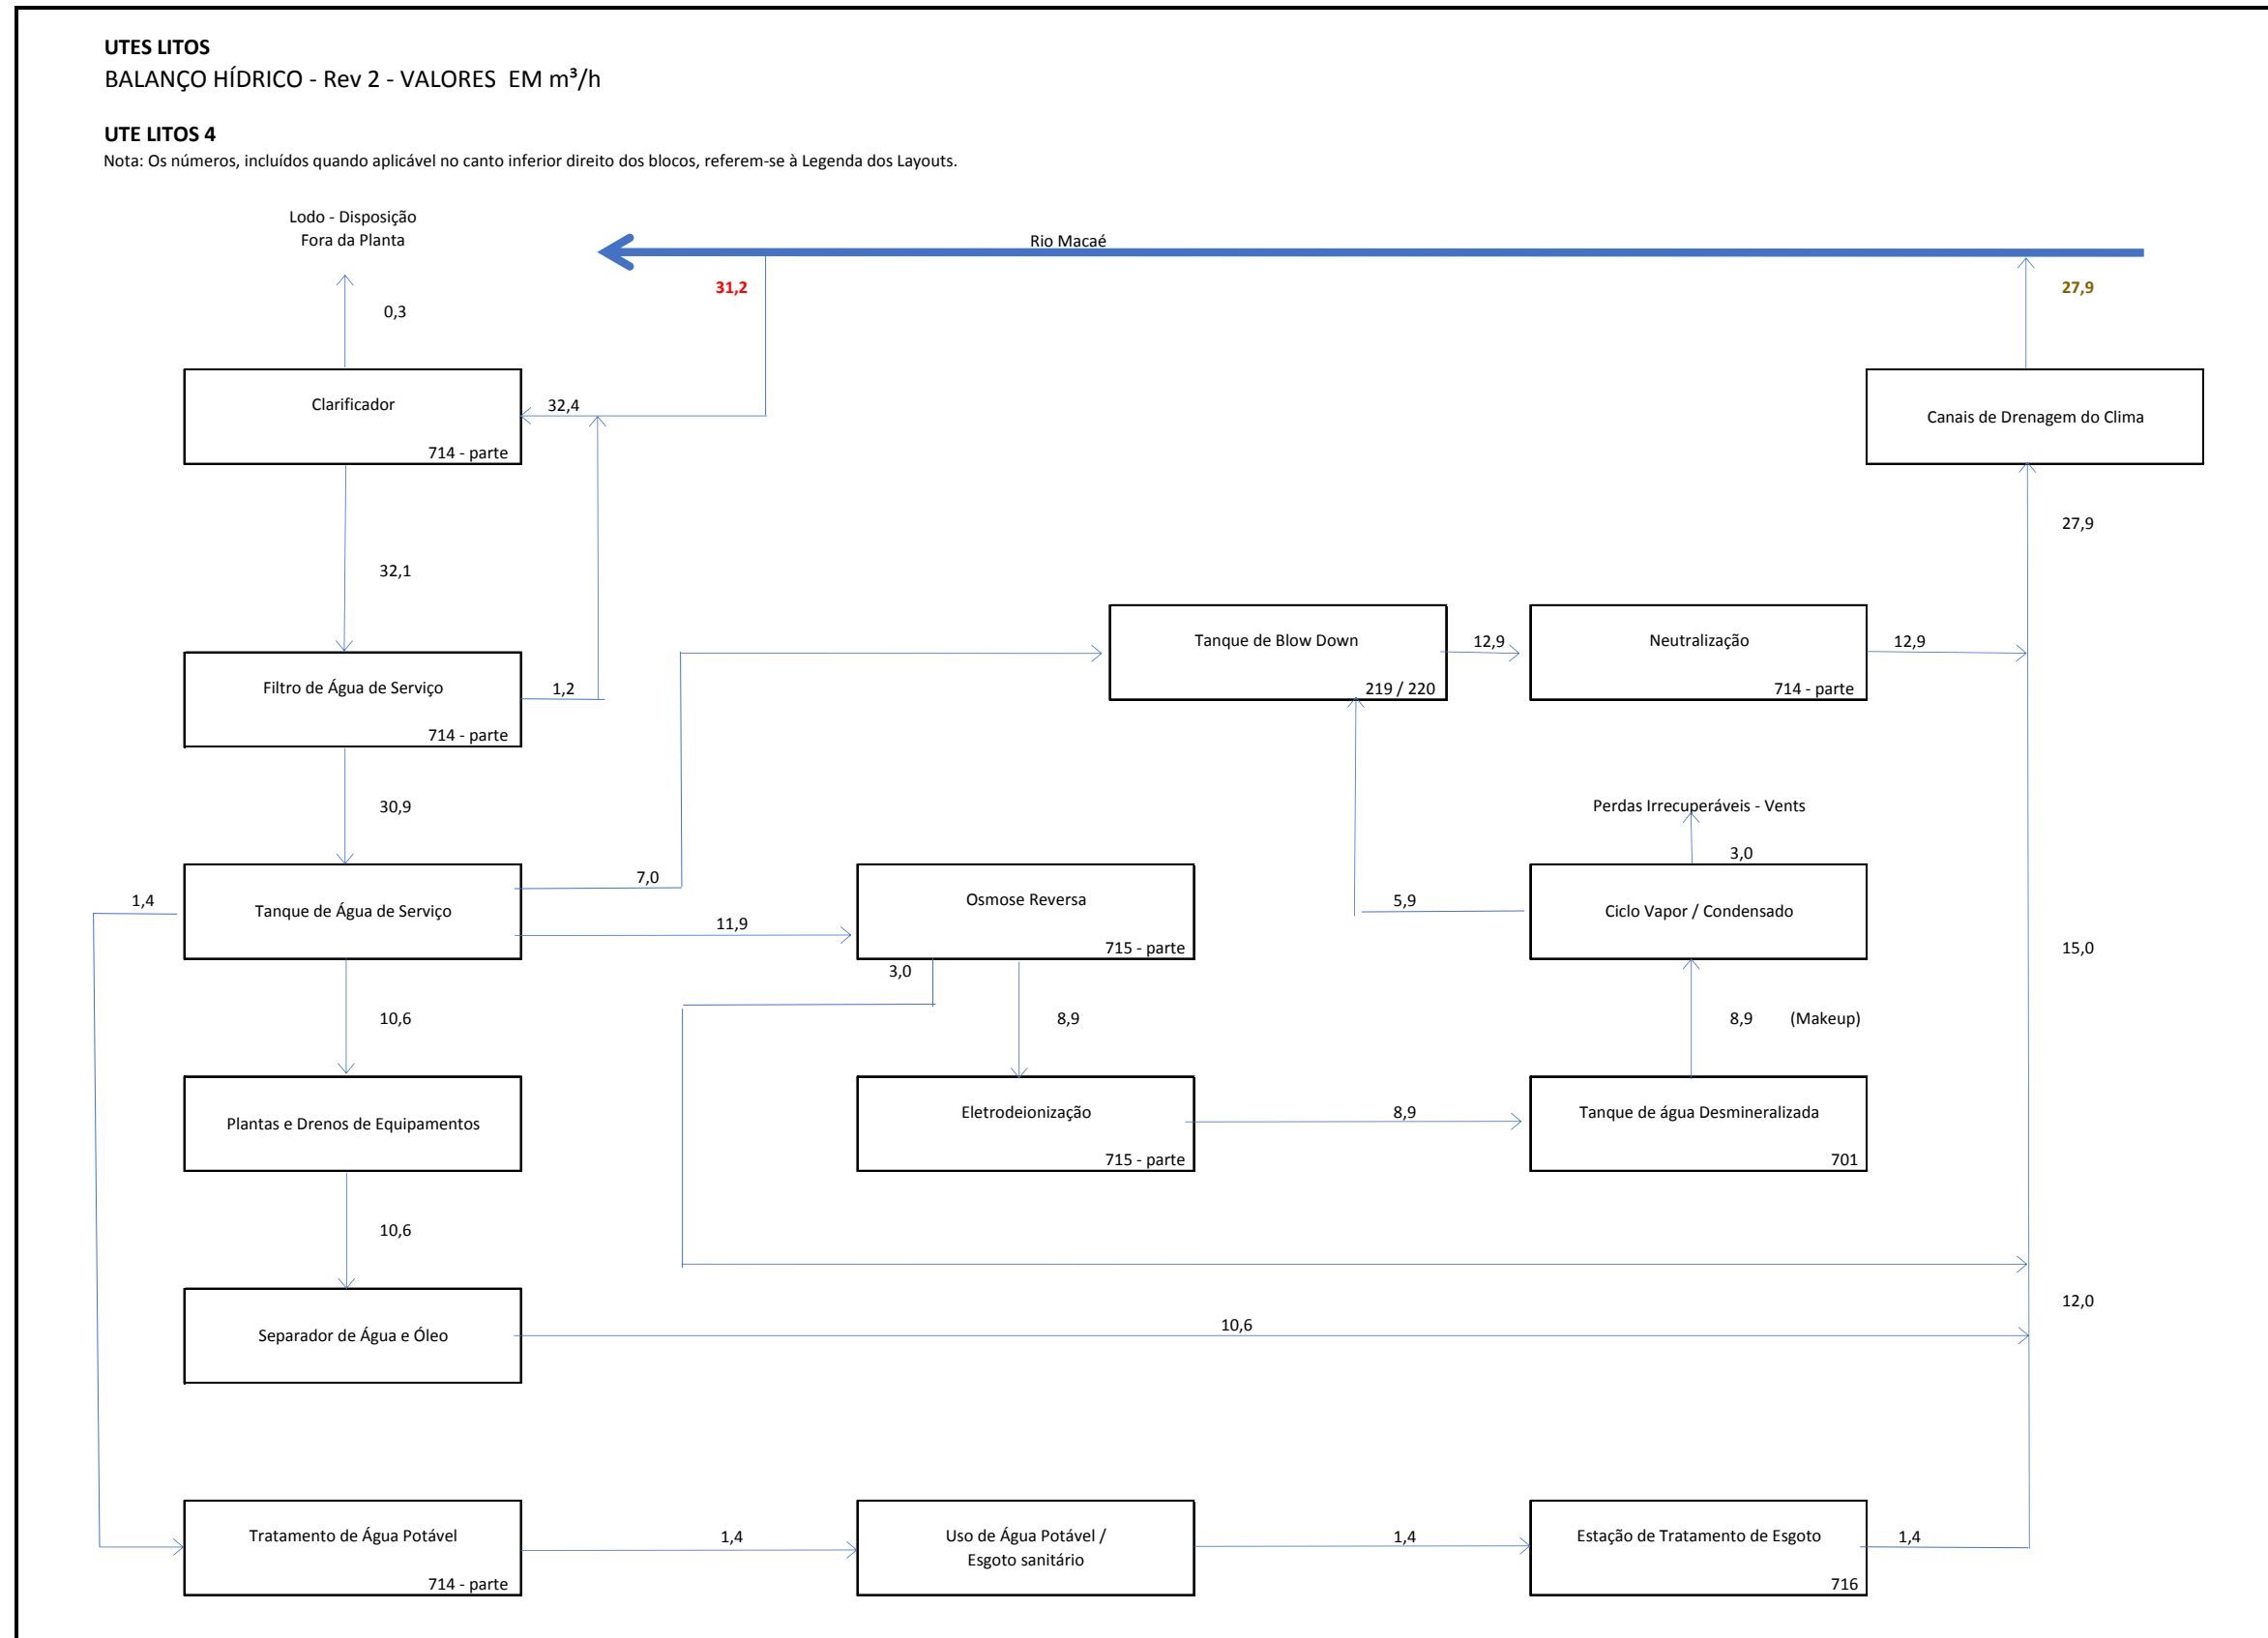 UTES LITOS
BALANÇO HÍDRICO - Rev 2 - VALORES EM m³/h
UTE LITOS 4
Nota: Os números, incluídos quando aplicável no canto inferior direito dos blocos, referem-se à Legenda dos Layouts.
Lodo - Disposição
Fora da Planta
Rio Macaé
31,2
27,9
0,3
Clarificador
714 - parte
32,4
Canais de Drenagem do Clima
27,9
32,1
Filtro de Água de Serviço
714 - parte
1,2
Tanque de Blow Down
219 / 220
12,9
Neutralização
714 - parte
12,9
30,9
Perdas Irrecuperáveis - Vents
3,0
1,4
Tanque de Água de Serviço
7,0
11,9
Osmose Reversa
715 - parte
5,9
Ciclo Vapor / Condensado
15,0
3,0
10,6
8,9
8,9 (Makeup)
Plantas e Drenos de Equipamentos
Eletrodeionização
715 - parte
8,9
Tanque de água Desmineralizada
701
10,6
12,0
Separador de Água e Óleo
10,6
Tratamento de Água Potável
714 - parte
1,4
Uso de Água Potável /
Esgoto sanitário
1,4
Estação de Tratamento de Esgoto
716
1,4